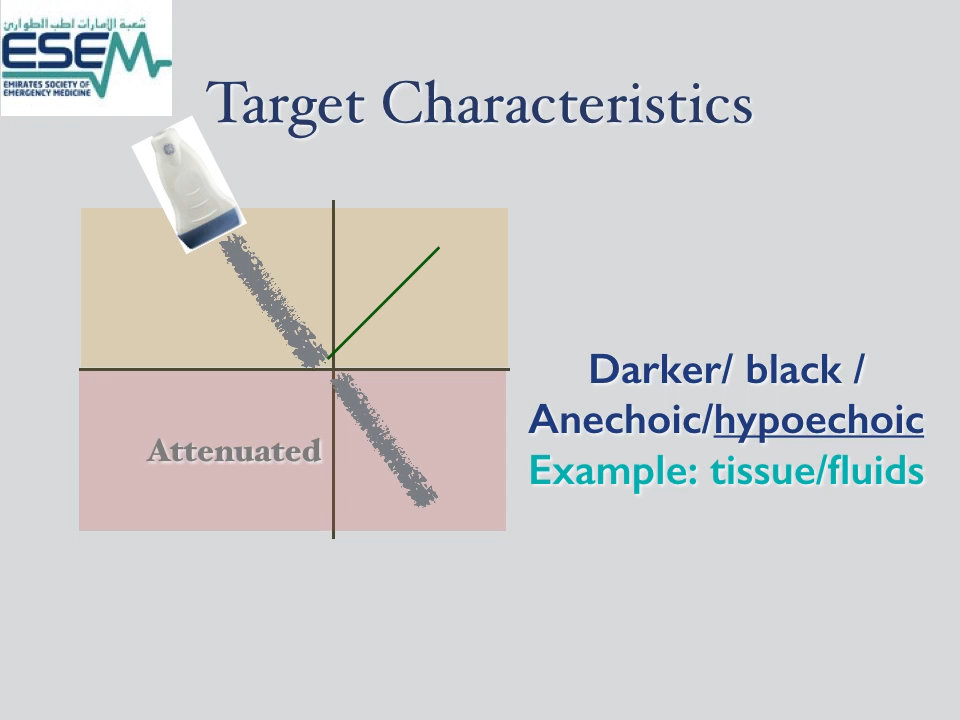 شعبة الإمارات لطب الطوارئ
ESEM
EMIRATES SOCIETY OF
EMERGENCY MEDICINE
Target Characteristics
Darker/ black /
Anechoic/hypoechoic
Example: tissue/fluids
Attenuated